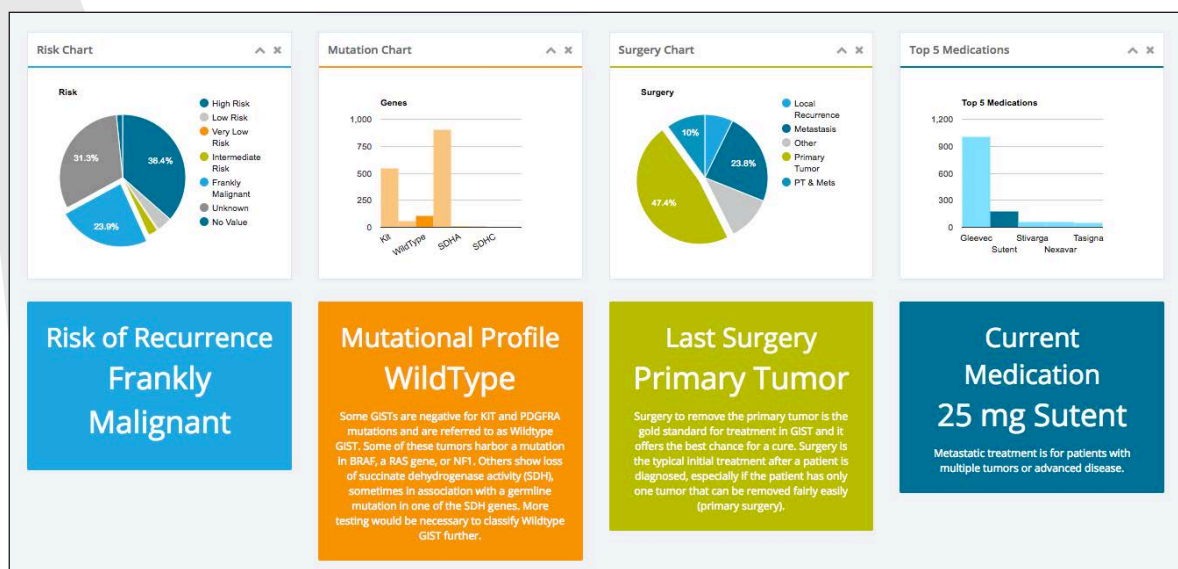 Risk Chart
Risk
36.4%
31.3%
23.9%
High Risk
Low Risk
Very Low
Risk
Intermediate
Risk
Frankly
Malignant
Unknown
No Value
Mutation Chart
Genes
1,000
750
500
250
0
Kit
WildType
SDHA
SDHC
Surgery Chart
Surgery
10%
23.8%
47.4%
Local
Recurrence
Metastasis
Other
Primary
Tumor
PT & Mets
Top 5 Medications
Top 5 Medications
1,200
900
600
300
0
Gleevec
Sutent
Stivarga
Nexavar
Tasigna
Risk of Recurrence
Frankly
Malignant
Mutational Profile
WildType
Some GISTs are negative for KIT and PDGFRA
mutations and are referred to as Wildtype
GIST. Some of these tumors harbor a mutation
in BRAF, a RAS gene, or NF1. Others show loss
of succinate dehydrogenase activity (SDH),
sometimes in association with a germline
mutation in one of the SDH genes. More
testing would be necessary to classify Wildtype
GIST further.
Last Surgery
Primary Tumor
Surgery to remove the primary tumor is the
gold standard for treatment in GIST and it
offers the best chance for a cure. Surgery is
the typical initial treatment after a patient is
diagnosed, especially if the patient has only
one tumor that can be removed fairly easily
(primary surgery).
Current
Medication
25 mg Sutent
Metastatic treatment is for patients with
multiple tumors or advanced disease.